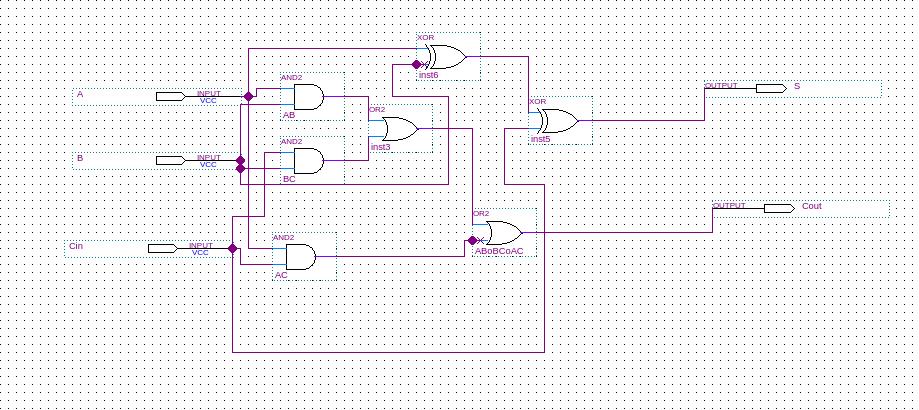 XOR
inst6
AND2
A INPUT VCC
OUTPUT S
AB
OR2
XOR
inst3
inst5
AND2
B INPUT VCC
BC
OUTPUT Cout
OR2
AND2
Cin INPUT VCC
ABoBCoAC
AC